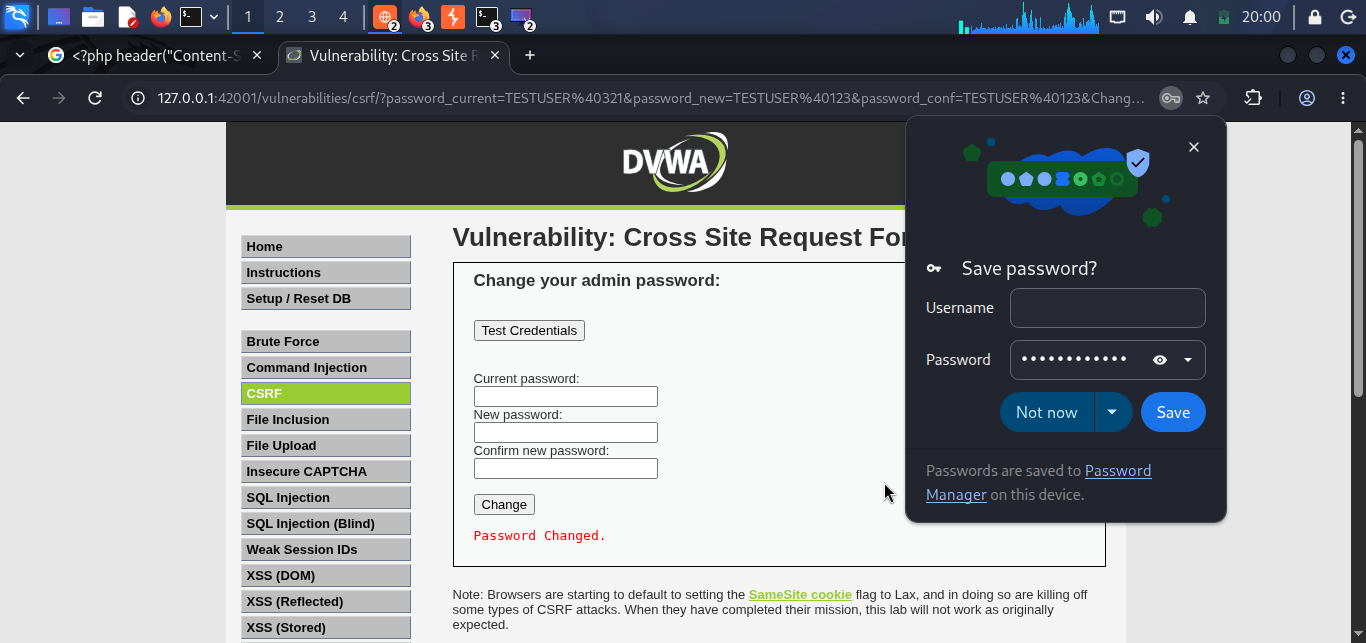 1 2 3 4 2 3 3 2 20:00
<?php header("Content-S Vulnerability: Cross Site R
127.0.0.1:42001/vulnerabilities/csrf/?password_current=TESTUSER%40321&password_new=TESTUSER%40123&password_conf=TESTUSER%40123&Chang...
DVWA
Home
Instructions
Setup / Reset DB
Brute Force
Command Injection
CSRF
File Inclusion
File Upload
Insecure CAPTCHA
SQL Injection
SQL Injection (Blind)
Weak Session IDs
XSS (DOM)
XSS (Reflected)
XSS (Stored)
Vulnerability: Cross Site Request For
Change your admin password:
Test Credentials
Current password:
New password:
Confirm new password:
Change
Password Changed.
Note: Browsers are starting to default to setting the SameSite cookie flag to Lax, and in doing so are killing off
some types of CSRF attacks. When they have completed their mission, this lab will not work as originally
expected.
Save password?
Username
Password ••••••••••••
Not now Save
Passwords are saved to Password
Manager on this device.